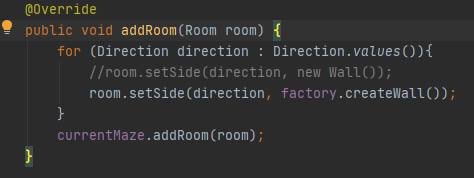 @Override
public void addRoom(Room room) {
for (Direction direction : Direction.values()){
//room.setSide(direction, new Wall());
room.setSide(direction, factory.createWall());
}
currentMaze.addRoom(room);
}